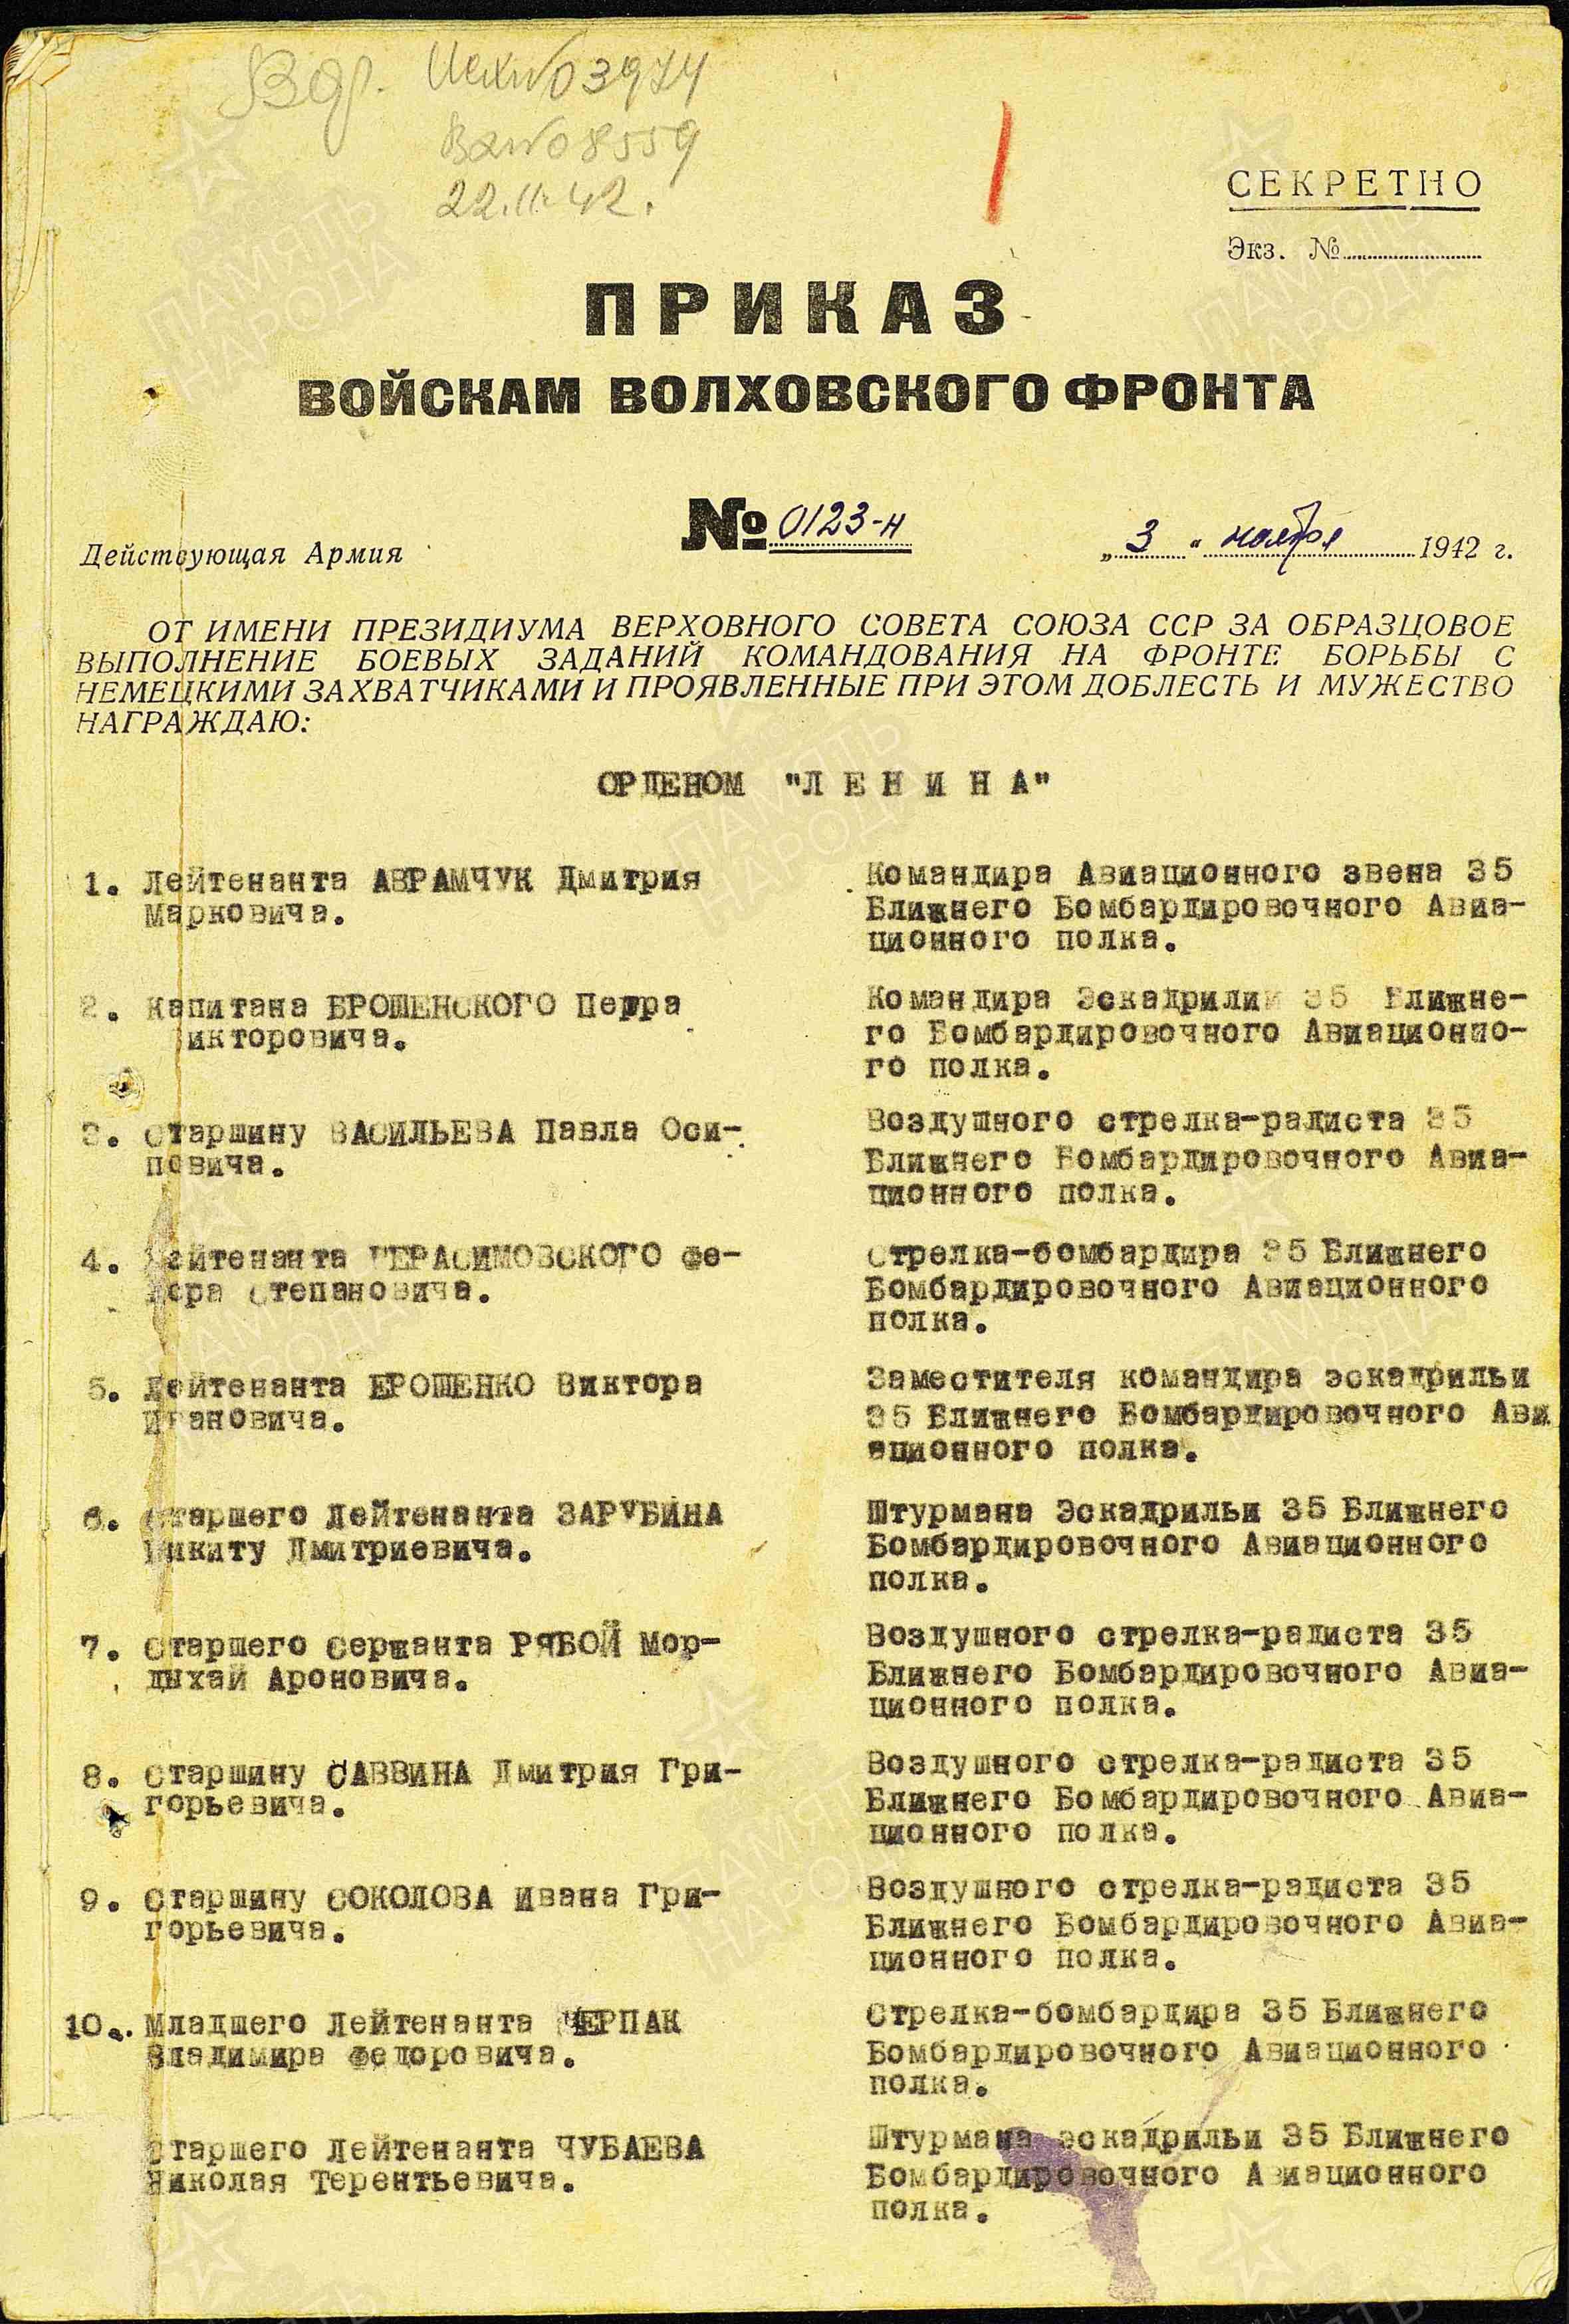 Исх№03974
Вх№08559
22.11.42.
СЕКРЕТНО
Экз. №
ПРИКАЗ
ВОЙСКАМ ВОЛХОВСКОГО ФРОНТА
№ 0123-н
Действующая Армия
„ 3 “ ноября 1942 г.
ОТ ИМЕНИ ПРЕЗИДИУМА ВЕРХОВНОГО СОВЕТА СОЮЗА ССР ЗА ОБРАЗЦОВОЕ
ВЫПОЛНЕНИЕ БОЕВЫХ ЗАДАНИЙ КОМАНДОВАНИЯ НА ФРОНТЕ БОРЬБЫ С
НЕМЕЦКИМИ ЗАХВАТЧИКАМИ И ПРОЯВЛЕННЫЕ ПРИ ЭТОМ ДОБЛЕСТЬ И МУЖЕСТВО
НАГРАЖДАЮ:
ОРДЕНОМ "Л Е Н И Н А"
1. Лейтенанта АВРАМЧУК Дмитрия
Марковича.
Командира Авиационного звена 35
Ближнего Бомбардировочного Авиа-
ционного полка.
2. Капитана БРОШЕНСКОГО Петра
Викторовича.
Командира Эскадрилии 35 Ближне-
го Бомбардировочного Авиационно-
го полка.
3. Старшину ВАСИЛЬЕВА Павла Оси-
повича.
Воздушного стрелка-радиста 35
Ближнего Бомбардировочного Авиа-
ционного полка.
4. Лейтенанта ГЕРАСИМОВСКОГО Фе-
дора Степановича.
Стрелка-бомбардира 35 Ближнего
Бомбардировочного Авиационного
полка.
5. Лейтенанта ЕРОШЕНКО Виктора
Ивановича.
Заместителя командира эскадрильи
35 Ближнего Бомбардировочного Ави
ационного полка.
6. Старшего Лейтенанта ЗАРУБИНА
Никиту Дмитриевича.
Штурмана Эскадрильи 35 Ближнего
Бомбардировочного Авиационного
полка.
7. Старшего Сержанта РЯБОЙ Мор-
дыхай Ароновича.
Воздушного стрелка-радиста 35
Ближнего Бомбардировочного Авиа-
ционного полка.
8. Старшину САВВИНА Дмитрия Гри-
горьевича.
Воздушного стрелка-радиста 35
Ближнего Бомбардировочного Авиа-
ционного полка.
9. Старшину СОКОЛОВА Ивана Гри-
горьевича.
Воздушного стрелка-радиста 35
Ближнего Бомбардировочного Авиа-
ционного полка.
10. Младшего Лейтенанта ЧЕРПАК
Владимира Федоровича.
Стрелка-бомбардира 35 Ближнего
Бомбардировочного Авиационного
полка.
Старшего Лейтенанта ЧУБАЕВА
Николая Терентьевича.
Штурмана эскадрильи 35 Ближнего
Бомбардировочного Авиационного
полка.
ПАМЯТЬ
НАРОДА